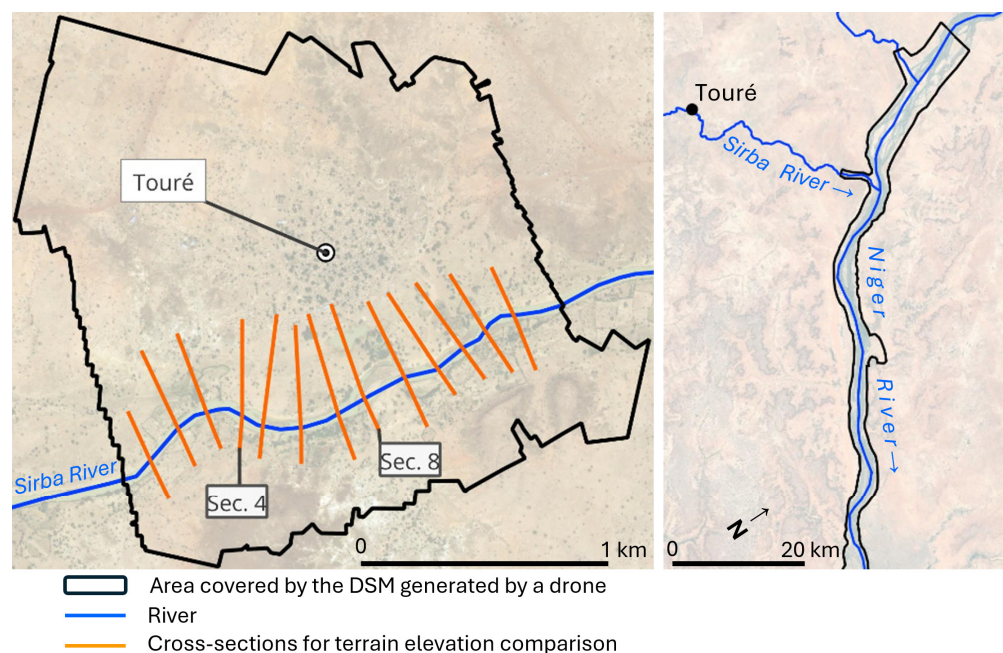 Touré
Sirba River
Sec. 4
Sec. 8
0 1 km
Touré
Sirba River →
Niger River →
N →
0 20 km
Area covered by the DSM generated by a drone
River
Cross-sections for terrain elevation comparison